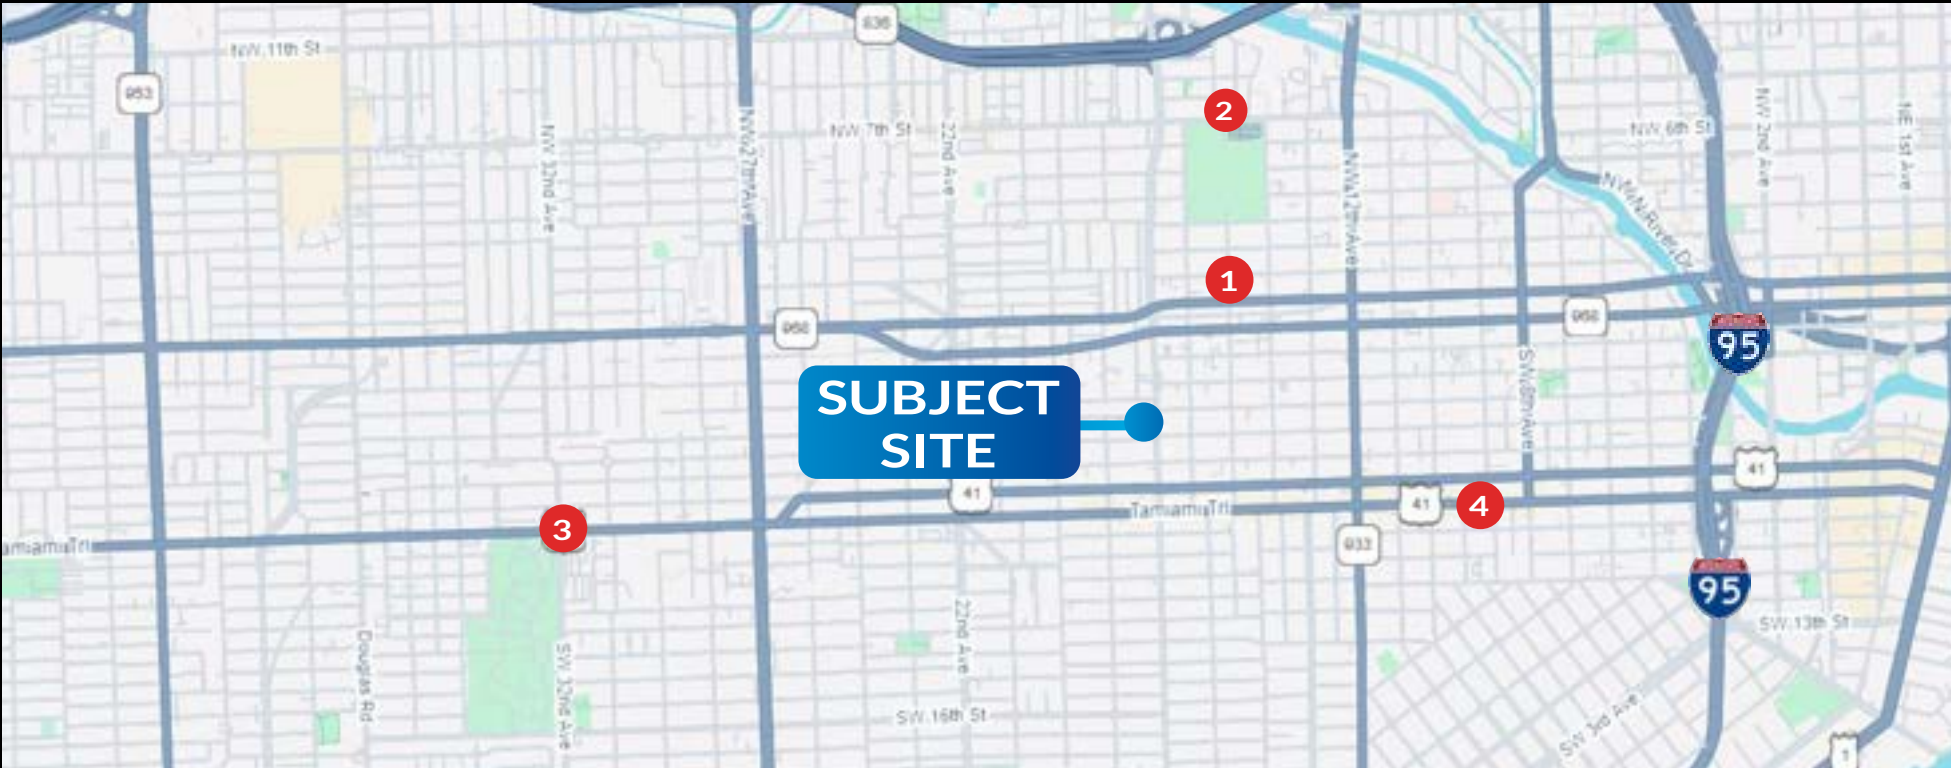 836
NW 11th St
953
2
NW 7th St
NW 6th St
NW 32nd Ave
NW 27th Ave
22nd Ave
NW 12th Ave
NW 2nd Ave
NE 1st Ave
NW N River Dr
1
968
968
95
SUBJECT
SITE
SW 8th Ave
41
41
41
Tamiami Trl
4
3
amiami Trl
933
95
SW 13th St
22nd Ave
Douglas Rd
SW 32nd Ave
SW 16th St
SW 3rd Ave
1